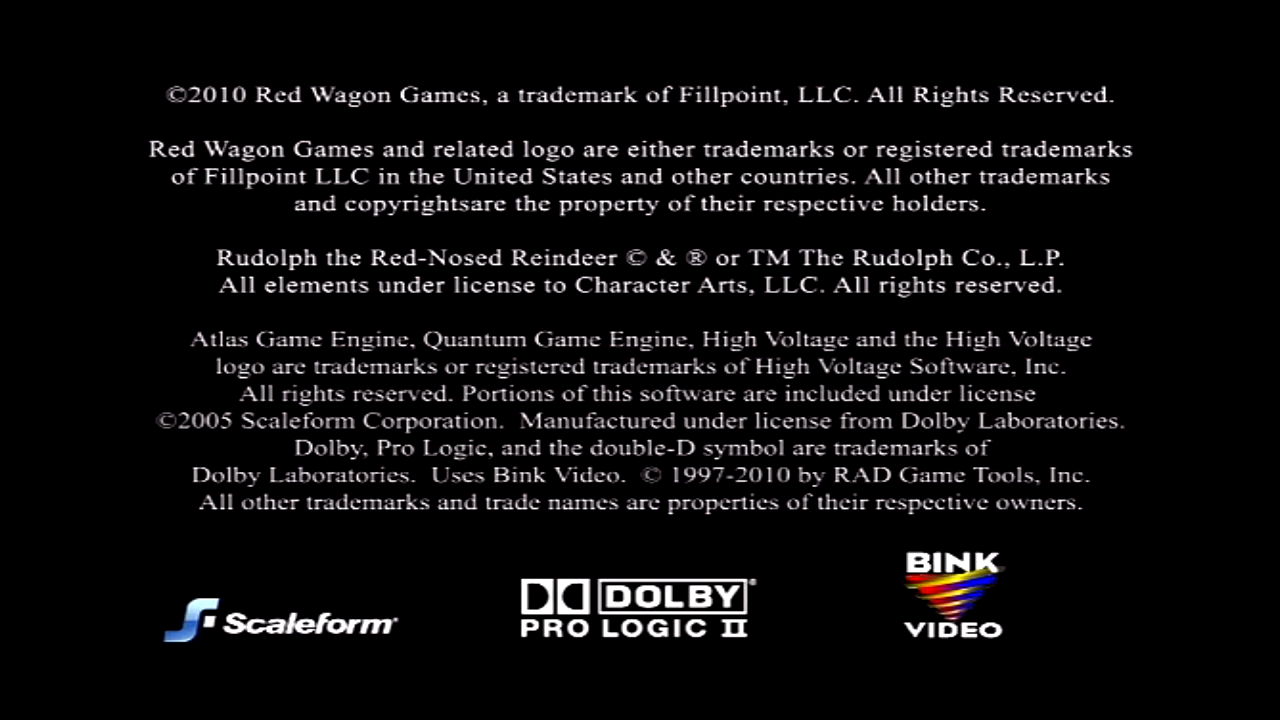 ©2010 Red Wagon Games, a trademark of Fillpoint, LLC. All Rights Reserved.
Red Wagon Games and related logo are either trademarks or registered trademarks
of Fillpoint LLC in the United States and other countries. All other trademarks
and copyrightsare the property of their respective holders.
Rudolph the Red-Nosed Reindeer © & ® or TM The Rudolph Co., L.P.
All elements under license to Character Arts, LLC. All rights reserved.
Atlas Game Engine, Quantum Game Engine, High Voltage and the High Voltage
logo are trademarks or registered trademarks of High Voltage Software, Inc.
All rights reserved. Portions of this software are included under license
©2005 Scaleform Corporation.  Manufactured under license from Dolby Laboratories.
Dolby, Pro Logic, and the double-D symbol are trademarks of
Dolby Laboratories.  Uses Bink Video.  © 1997-2010 by RAD Game Tools, Inc.
All other trademarks and trade names are properties of their respective owners.
Scaleform
DOLBY®
PRO LOGIC II
BINK
VIDEO